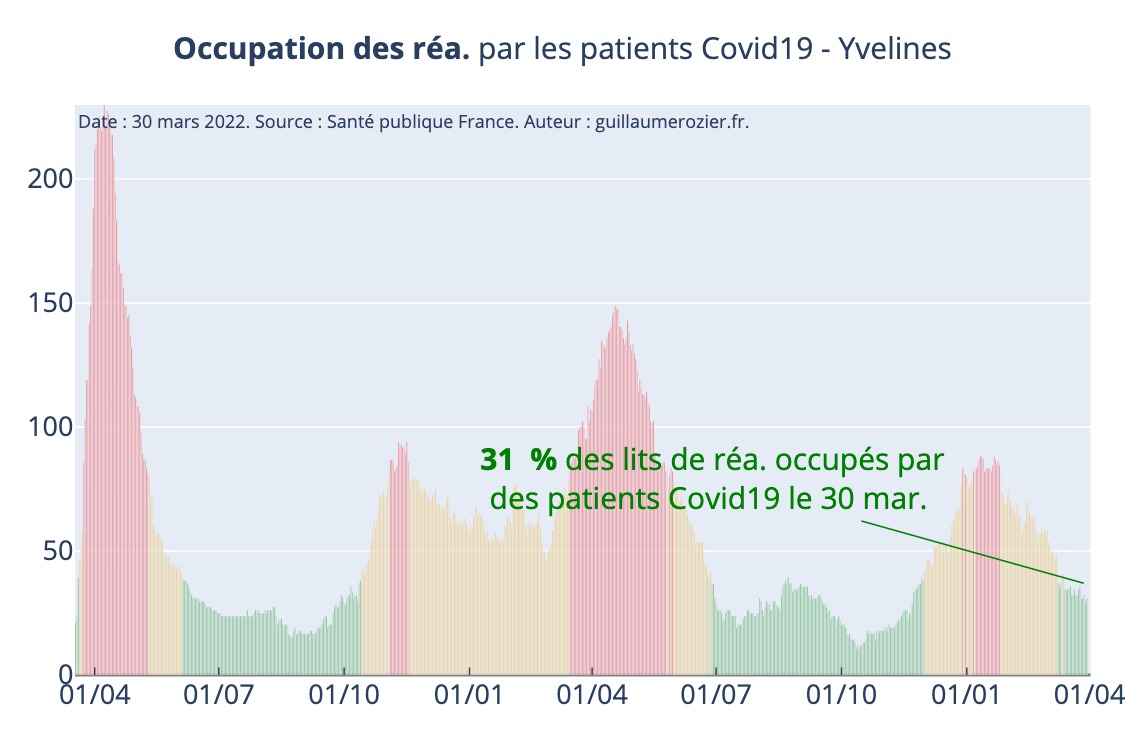 Occupation des réa. par les patients Covid19 - Yvelines
Date : 30 mars 2022. Source : Santé publique France. Auteur : guillaumerozier.fr.
200
150
100
31 % des lits de réa. occupés par
des patients Covid19 le 30 mar.
50
0
01/04 01/07 01/10 01/01 01/04 01/07 01/10 01/01 01/04